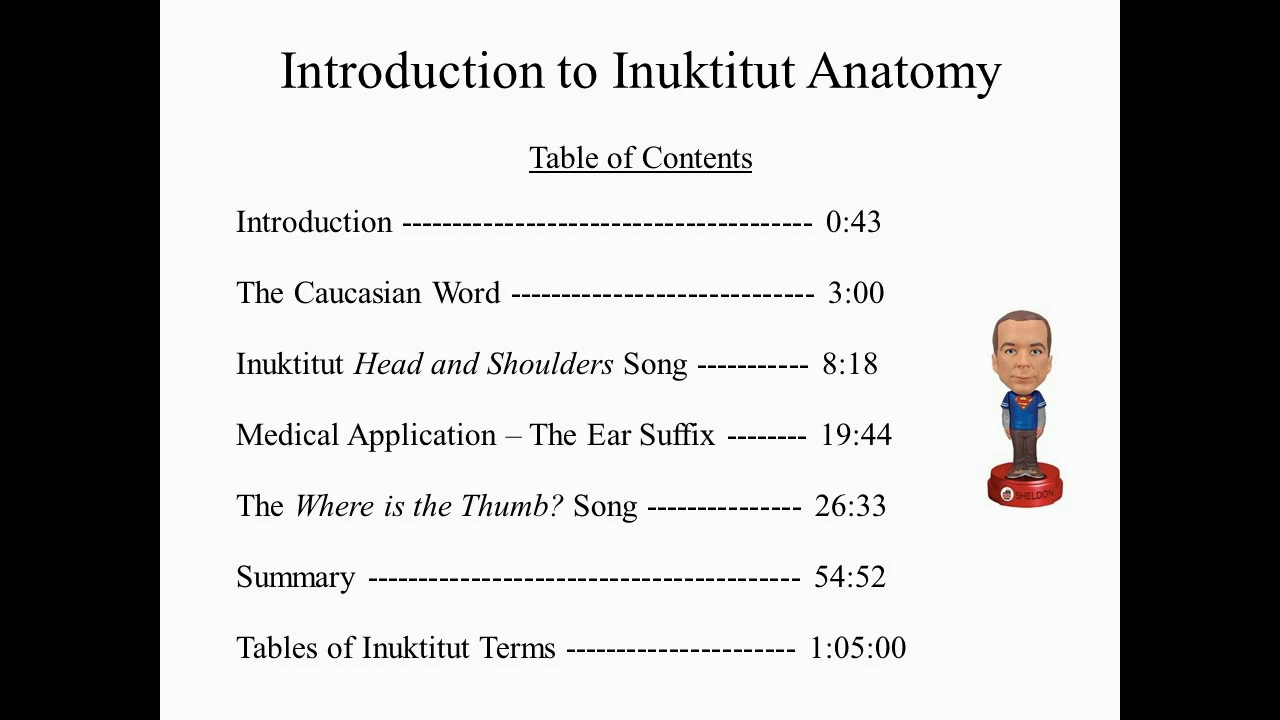 Introduction to Inuktitut Anatomy
Table of Contents
Introduction ----------------------------------------- 0:43
The Caucasian Word ------------------------------ 3:00
Inuktitut Head and Shoulders Song ----------- 8:18
Medical Application – The Ear Suffix -------- 19:44
The Where is the Thumb? Song --------------- 26:33
SHELDON
Summary ------------------------------------------- 54:52
Tables of Inuktitut Terms ----------------------- 1:05:00